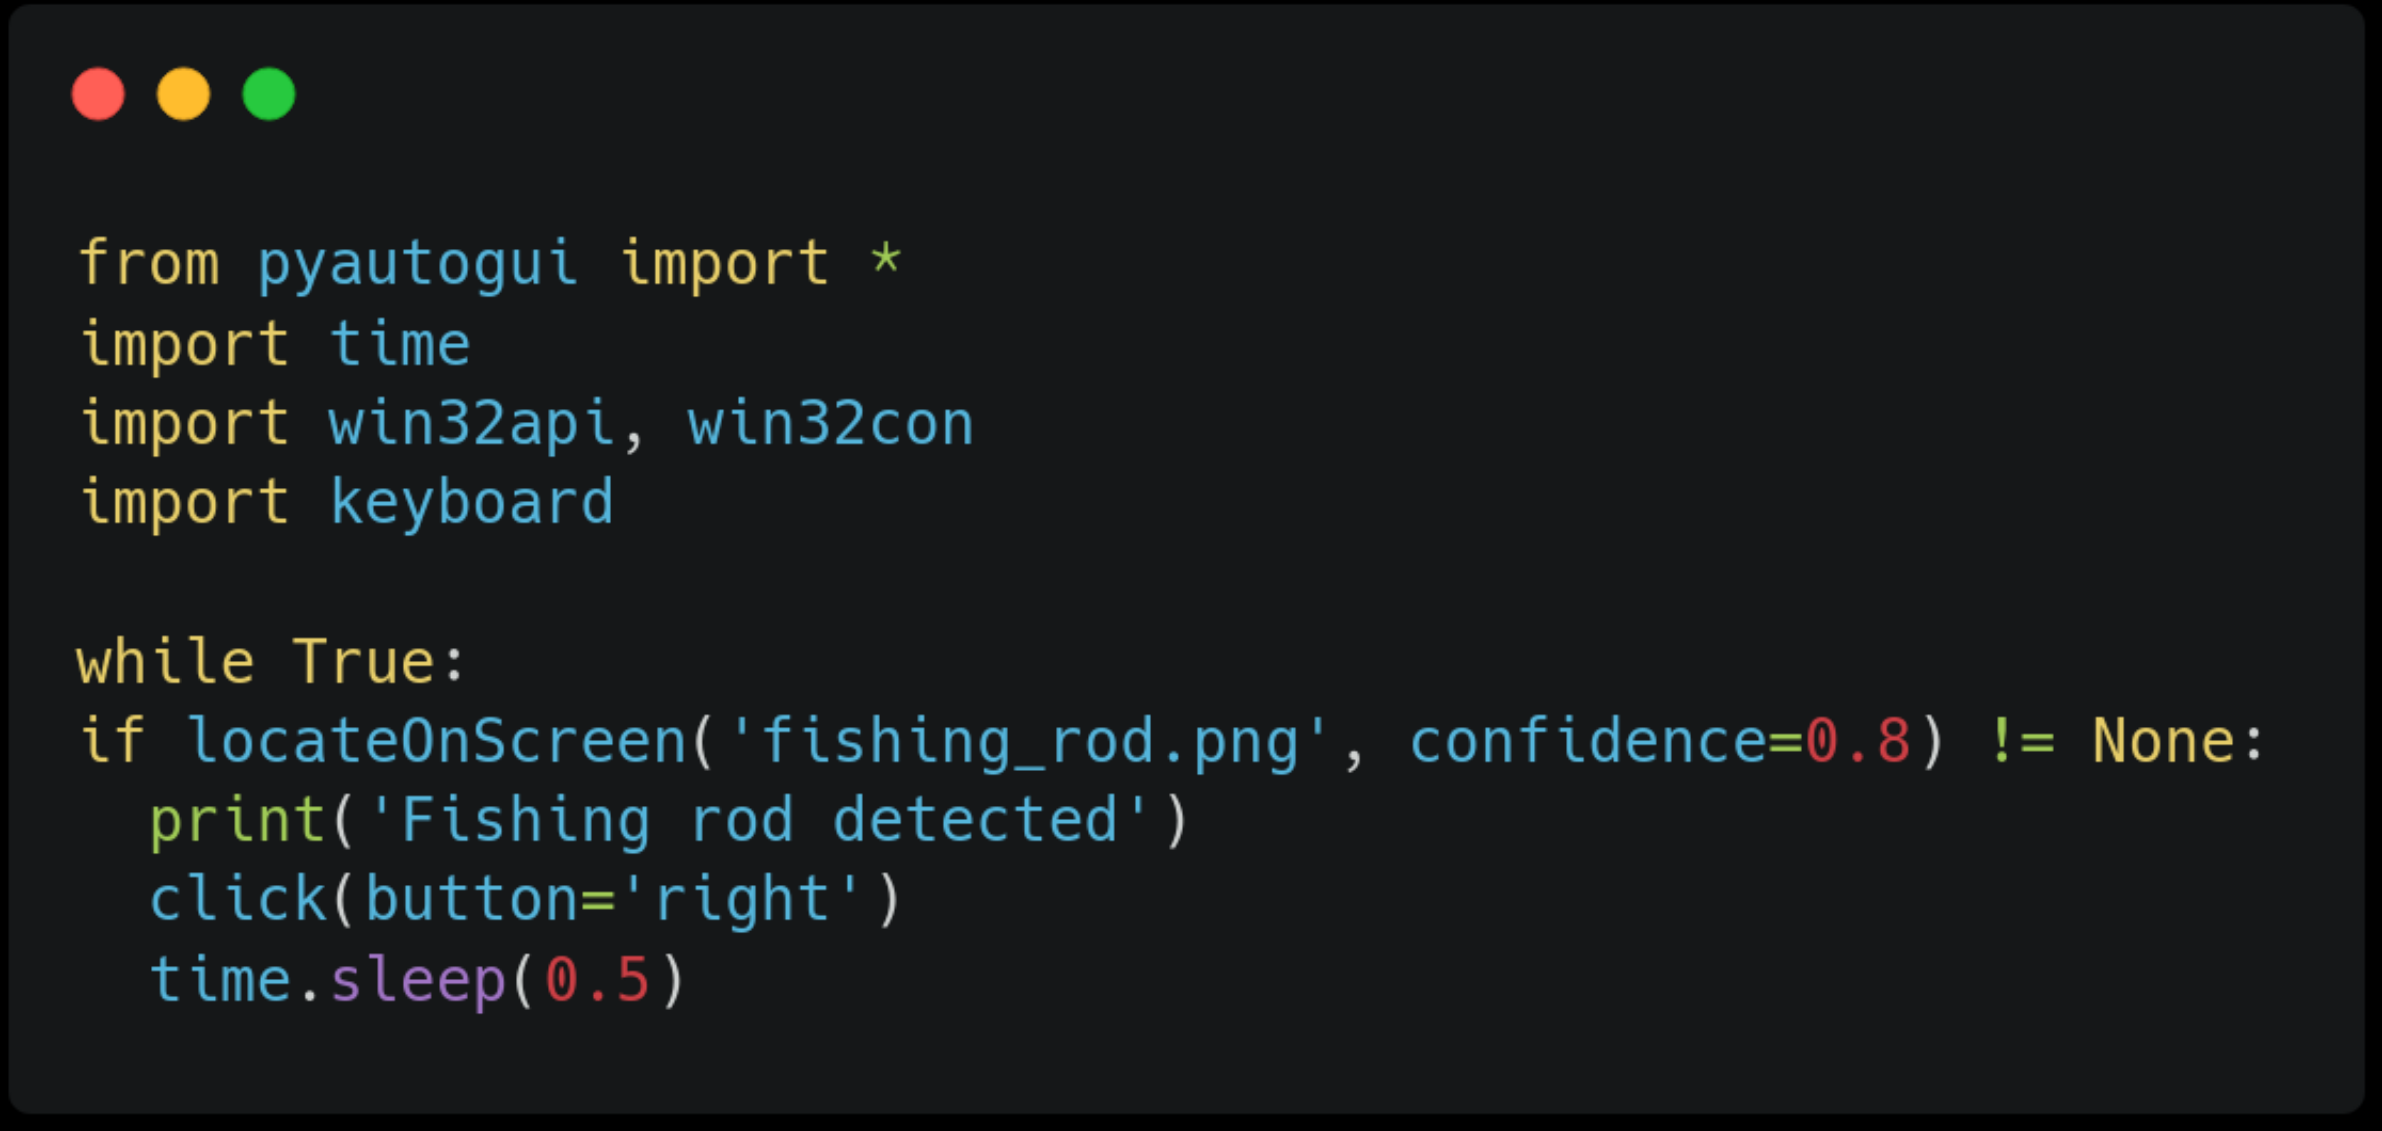 from pyautogui import *
import time
import win32api, win32con
import keyboard

while True:
if locateOnScreen('fishing_rod.png', confidence=0.8) != None:
  print('Fishing rod detected')
  click(button='right')
  time.sleep(0.5)